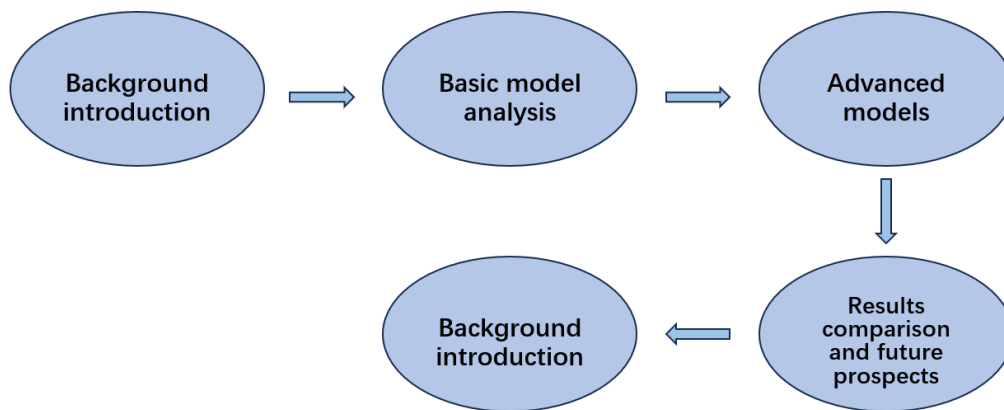 Background
introduction
Basic model
analysis
Advanced
models
Results
comparison
and future
prospects
Background
introduction